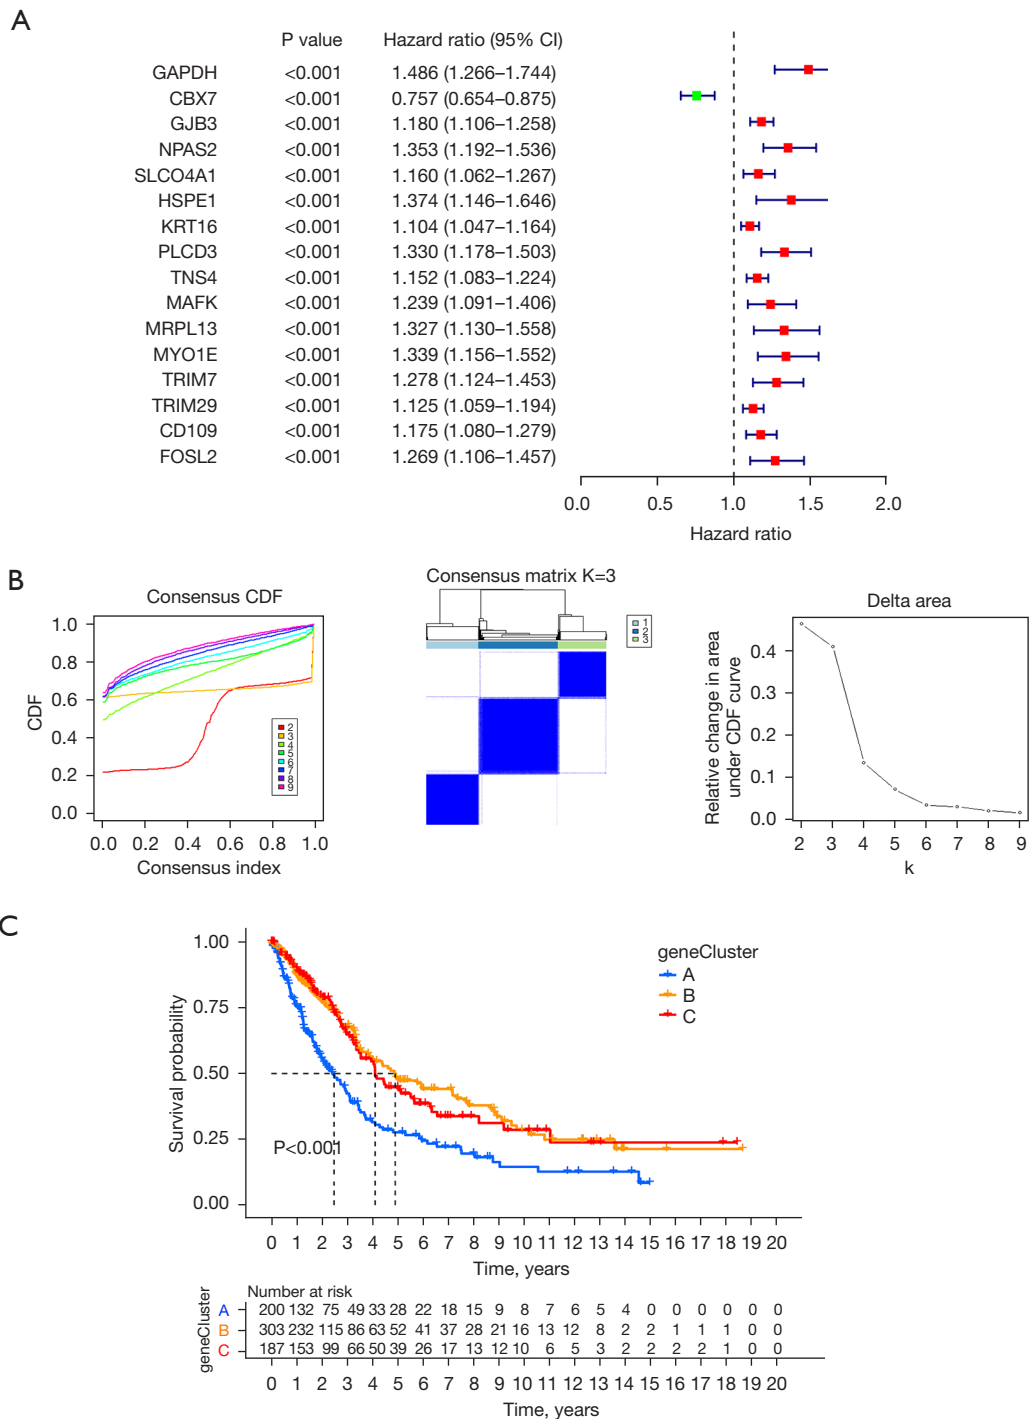 A
P value Hazard ratio (95% CI)
GAPDH <0.001 1.486 (1.266–1.744)
CBX7 <0.001 0.757 (0.654–0.875)
GJB3 <0.001 1.180 (1.106–1.258)
NPAS2 <0.001 1.353 (1.192–1.536)
SLCO4A1 <0.001 1.160 (1.062–1.267)
HSPE1 <0.001 1.374 (1.146–1.646)
KRT16 <0.001 1.104 (1.047–1.164)
PLCD3 <0.001 1.330 (1.178–1.503)
TNS4 <0.001 1.152 (1.083–1.224)
MAFK <0.001 1.239 (1.091–1.406)
MRPL13 <0.001 1.327 (1.130–1.558)
MYO1E <0.001 1.339 (1.156–1.552)
TRIM7 <0.001 1.278 (1.124–1.453)
TRIM29 <0.001 1.125 (1.059–1.194)
CD109 <0.001 1.175 (1.080–1.279)
FOSL2 <0.001 1.269 (1.106–1.457)
0.0 0.5 1.0 1.5 2.0
Hazard ratio
B
Consensus CDF
CDF
1.0
0.8
0.6
0.4
0.2
0.0
2
3
4
5
6
7
8
9
0.0 0.2 0.4 0.6 0.8 1.0
Consensus index
Consensus matrix K=3
1
2
3
Delta area
Relative change in area
under CDF curve
0.4
0.3
0.2
0.1
0.0
2 3 4 5 6 7 8 9
k
C
Survival probability
1.00
0.75
0.50
0.25
0.00
geneCluster
A
B
C
P<0.001
0 1 2 3 4 5 6 7 8 9 10 11 12 13 14 15 16 17 18 19 20
Time, years
Number at risk
geneCluster
A 200 132 75 49 33 28 22 18 15 9 8 7 6 5 4 0 0 0 0 0 0
B 303 232 115 86 63 52 41 37 28 21 16 13 12 8 2 2 1 1 1 0 0
C 187 153 99 66 50 39 26 17 13 12 10 6 5 3 2 2 2 2 1 0 0
0 1 2 3 4 5 6 7 8 9 10 11 12 13 14 15 16 17 18 19 20
Time, years